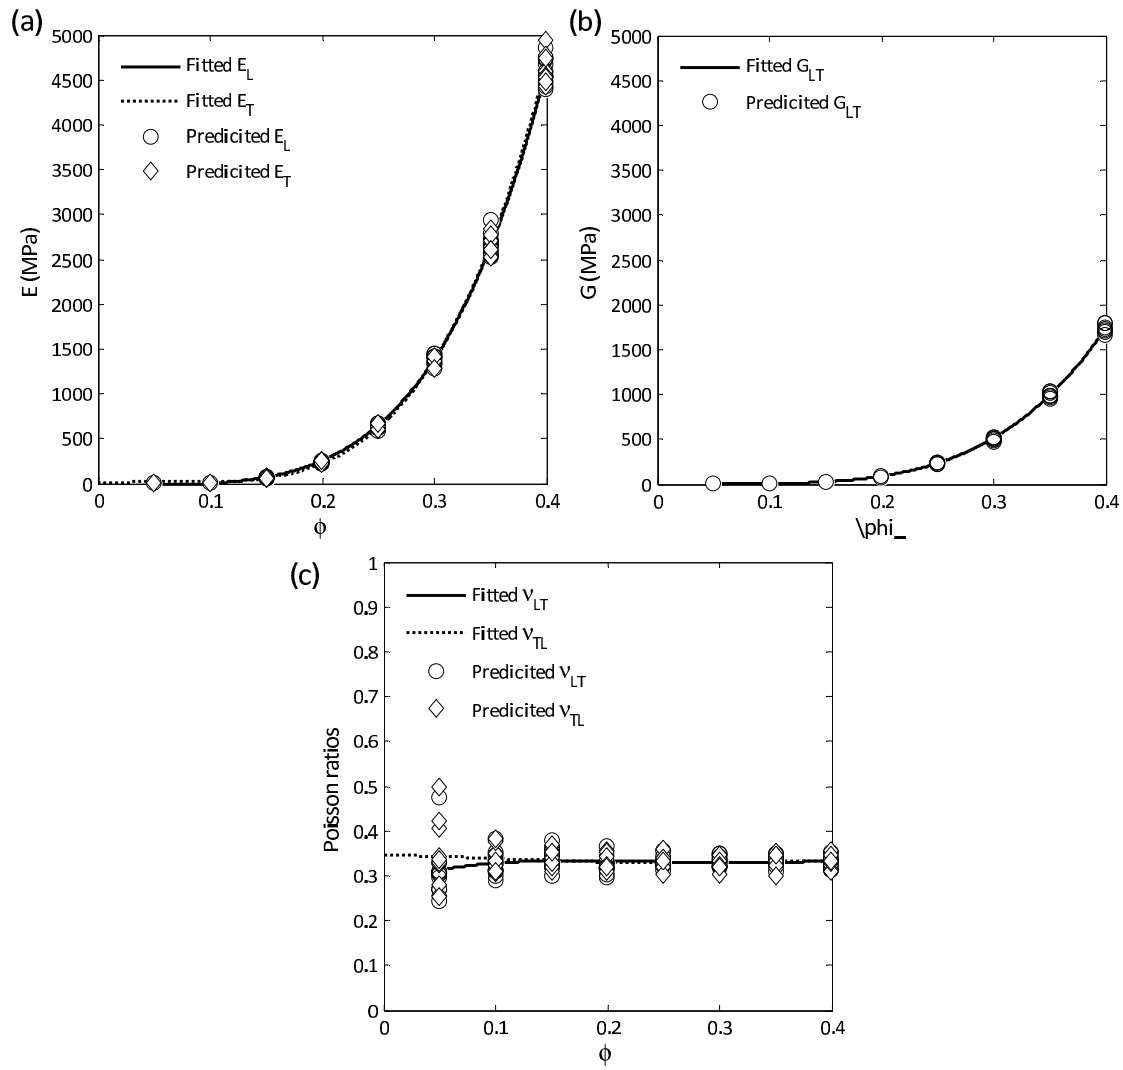 (a)
5000
4500
4000
3500
3000
2500
2000
1500
1000
500
0
E (MPa)
Fitted E_L
Fitted E_T
Predicited E_L
Predicited E_T
0 0.1 0.2 0.3 0.4
ϕ
(b)
5000
4500
4000
3500
3000
2500
2000
1500
1000
500
0
G (MPa)
Fitted G_LT
Predicited G_LT
0 0.1 0.2 0.3 0.4
\phi_
(c)
1
0.9
0.8
0.7
0.6
0.5
0.4
0.3
0.2
0.1
0
Poisson ratios
Fitted ν_LT
Fitted ν_TL
Predicited ν_LT
Predicited ν_TL
0 0.1 0.2 0.3 0.4
ϕ